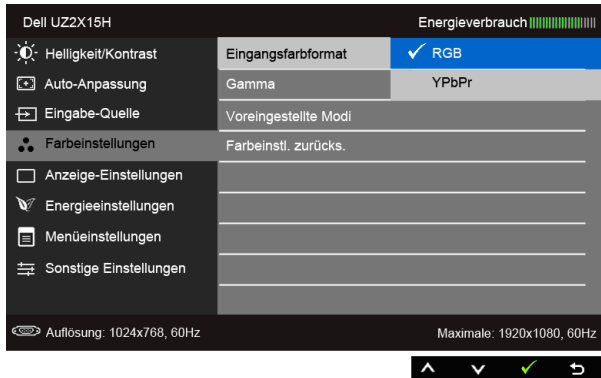 Dell UZ2X15H
Energieverbrauch
Helligkeit/Kontrast
Eingangsfarbformat
RGB
Auto-Anpassung
Gamma
YPbPr
Eingabe-Quelle
Voreingestellte Modi
Farbeinstellungen
Farbeinstl. zurücks.
Anzeige-Einstellungen
Energieeinstellungen
Menüeinstellungen
Sonstige Einstellungen
Auflösung: 1024x768, 60Hz
Maximale: 1920x1080, 60Hz